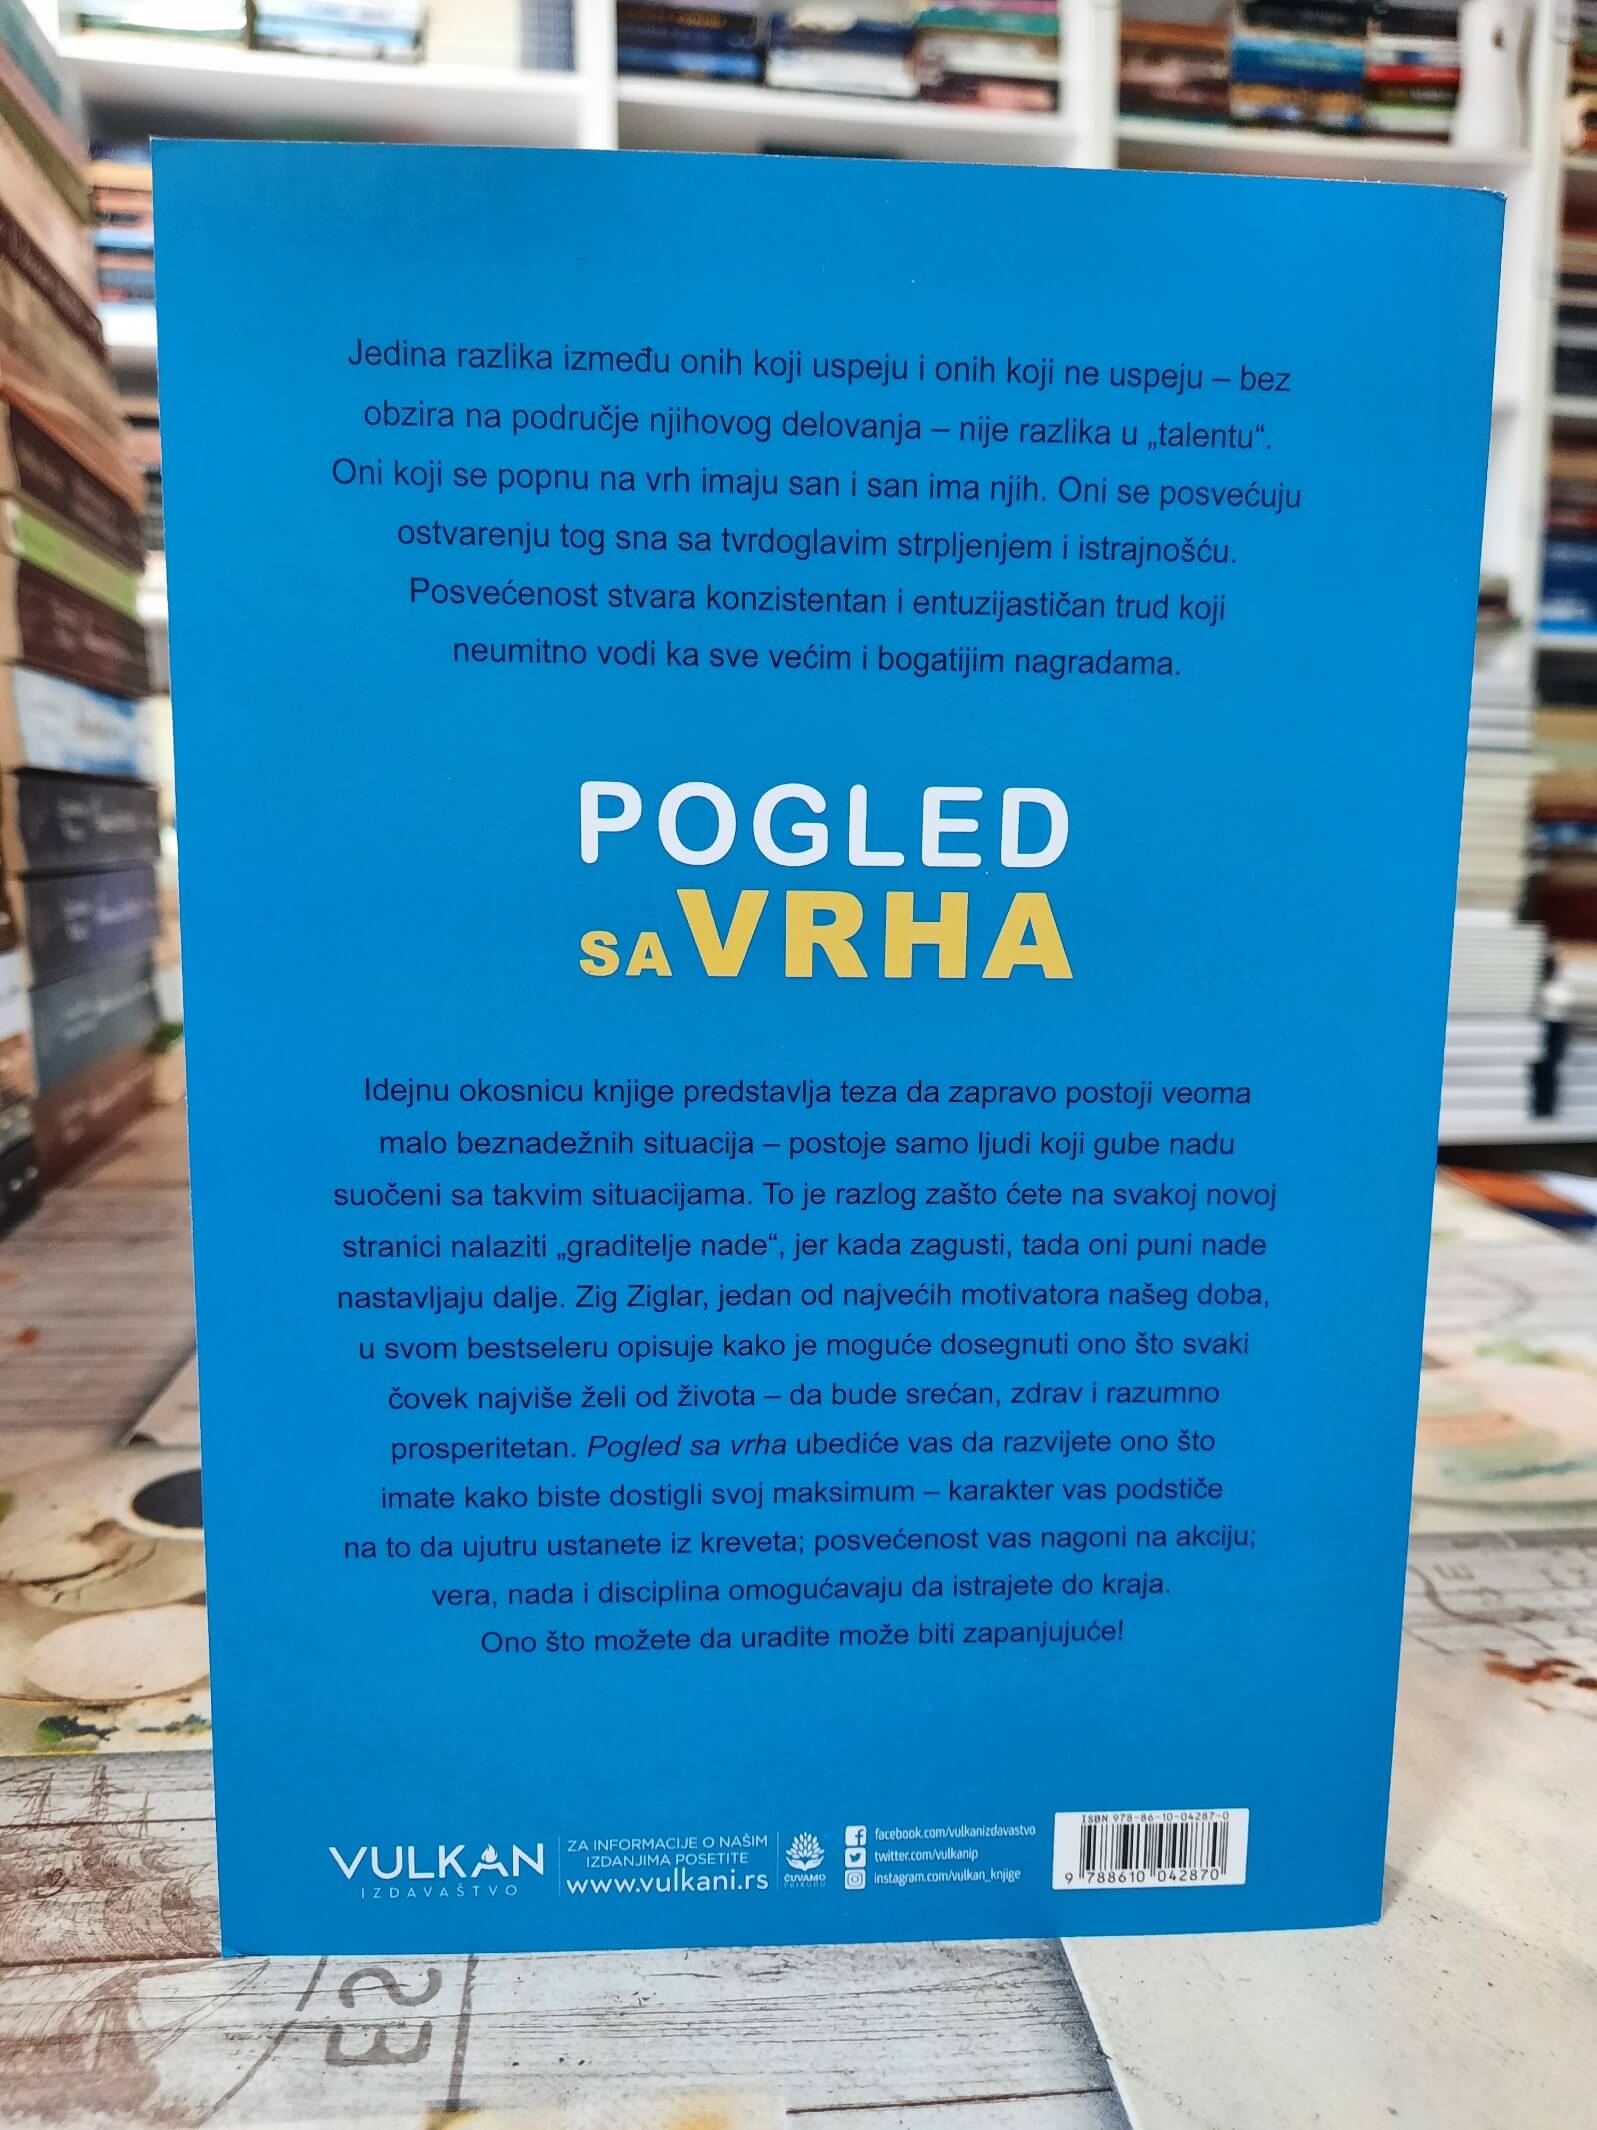 Jedina razlika između onih koji uspeju i onih koji ne uspeju – bez
obzira na područje njihovog delovanja – nije razlika u „talentu“.
Oni koji se popnu na vrh imaju san i san ima njih. Oni se posvećuju
ostvarenju tog sna sa tvrdoglavim strpljenjem i istrajnošću.
Posvećenost stvara konzistentan i entuzijastičan trud koji
neumitno vodi ka sve većim i bogatijim nagradama.
POGLED
SA VRHA
Idejnu okosnicu knjige predstavlja teza da zapravo postoji veoma
malo beznadežnih situacija – postoje samo ljudi koji gube nadu
suočeni sa takvim situacijama. To je razlog zašto ćete na svakoj novoj
stranici nalaziti „graditelje nade“, jer kada zagusti, tada oni puni nade
nastavljaju dalje. Zig Ziglar, jedan od najvećih motivatora našeg doba,
u svom bestseleru opisuje kako je moguće dosegnuti ono što svaki
čovek najviše želi od života – da bude srećan, zdrav i razumno
prosperitetan. Pogled sa vrha ubediće vas da razvijete ono što
imate kako biste dostigli svoj maksimum – karakter vas podstiče
na to da ujutru ustanete iz kreveta; posvećenost vas nagoni na akciju;
vera, nada i disciplina omogućavaju da istrajete do kraja.
Ono što možete da uradite može biti zapanjujuće!
VULKAN
IZDAVAŠTVO
ZA INFORMACIJE O NAŠIM
IZDANJIMA POSETITE
www.vulkani.rs
ČUVAMO
PRIRODU
facebook.com/vulkanizdavastvo
twitter.com/vulkanip
instagram.com/vulkan_knjige
ISBN 978-86-10-04287-0
9 788610 042870